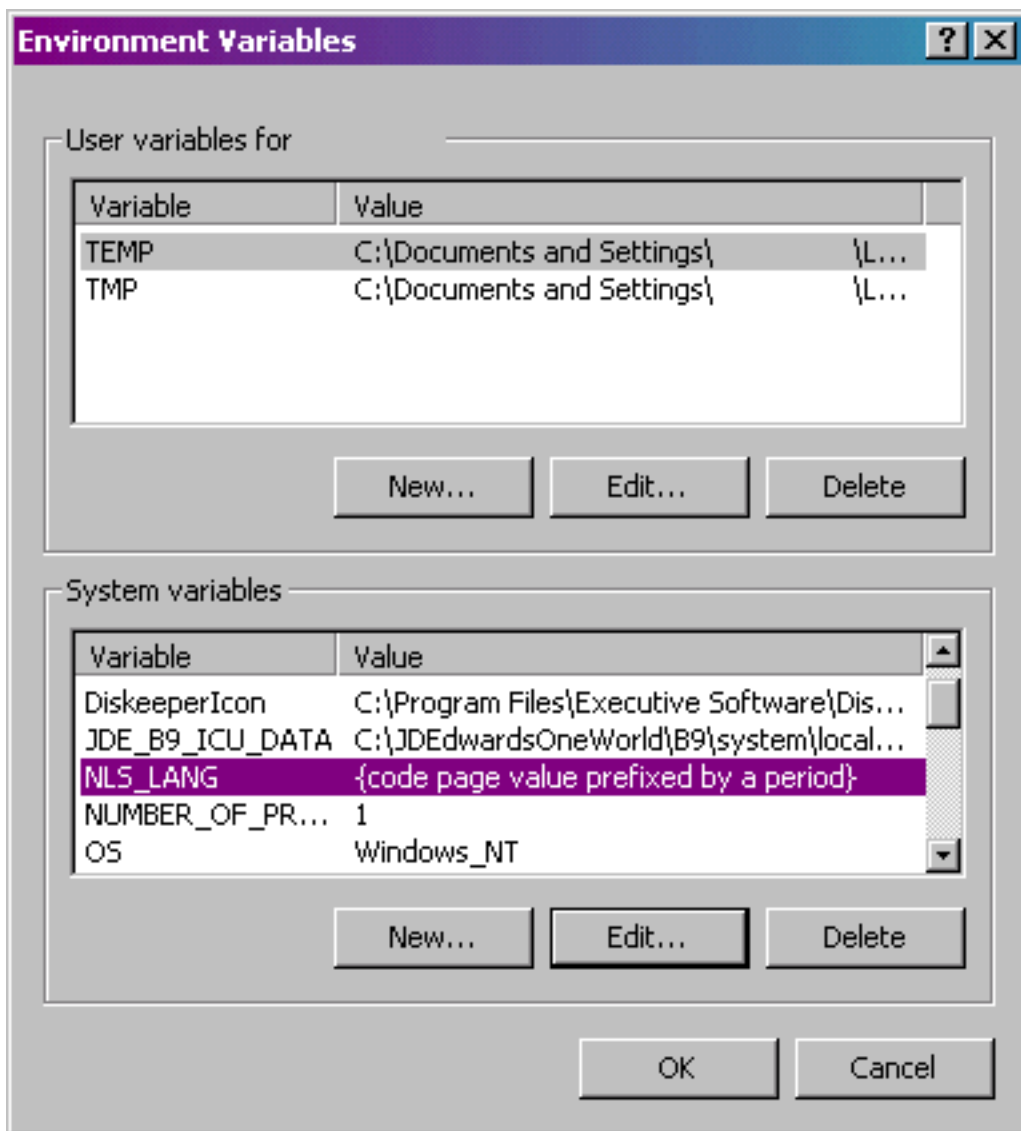 Environment Variables
User variables for
Variable Value
TEMP C:\Documents and Settings\ \L...
TMP C:\Documents and Settings\ \L...
New... Edit... Delete
System variables
Variable Value
DiskeeperIcon C:\Program Files\Executive Software\Dis...
JDE_B9_ICU_DATA C:\JDEdwardsOneWorld\B9\system\local...
NLS_LANG {code page value prefixed by a period}
NUMBER_OF_PR... 1
OS Windows_NT
New... Edit... Delete
OK Cancel